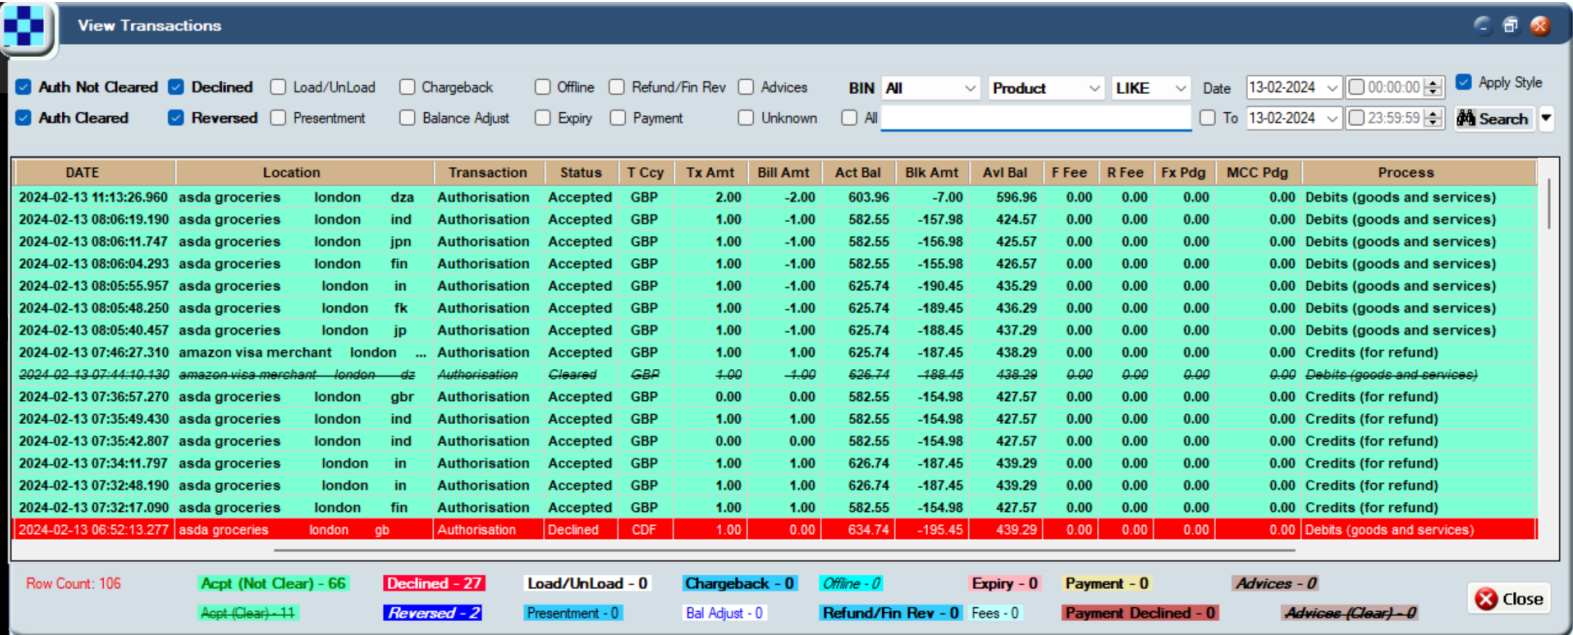 View Transactions
Auth Not Cleared Declined Load/UnLoad Chargeback Offline Refund/Fin Rev Advices BIN All Product LIKE Date 13-02-2024 00:00:00 Apply Style
Auth Cleared Reversed Presentment Balance Adjust Expiry Payment Unknown All To 13-02-2024 23:59:59 Search
DATE Location Transaction Status T Ccy Tx Amt Bill Amt Act Bal Blk Amt Avl Bal F Fee R Fee Fx Pdg MCC Pdg Process
2024-02-13 11:13:26.960 asda groceries london dza Authorisation Accepted GBP 2.00 -2.00 603.96 -7.00 596.96 0.00 0.00 0.00 0.00 Debits (goods and services)
2024-02-13 08:06:19.190 asda groceries london ind Authorisation Accepted GBP 1.00 -1.00 582.55 -157.98 424.57 0.00 0.00 0.00 0.00 Debits (goods and services)
2024-02-13 08:06:11.747 asda groceries london jpn Authorisation Accepted GBP 1.00 -1.00 582.55 -156.98 425.57 0.00 0.00 0.00 0.00 Debits (goods and services)
2024-02-13 08:06:04.293 asda groceries london fin Authorisation Accepted GBP 1.00 -1.00 582.55 -155.98 426.57 0.00 0.00 0.00 0.00 Debits (goods and services)
2024-02-13 08:05:55.957 asda groceries london in Authorisation Accepted GBP 1.00 -1.00 625.74 -190.45 435.29 0.00 0.00 0.00 0.00 Debits (goods and services)
2024-02-13 08:05:48.250 asda groceries london fk Authorisation Accepted GBP 1.00 -1.00 625.74 -189.45 436.29 0.00 0.00 0.00 0.00 Debits (goods and services)
2024-02-13 08:05:40.457 asda groceries london jp Authorisation Accepted GBP 1.00 -1.00 625.74 -188.45 437.29 0.00 0.00 0.00 0.00 Debits (goods and services)
2024-02-13 07:46:27.310 amazon visa merchant london ... Authorisation Accepted GBP 1.00 1.00 625.74 -187.45 438.29 0.00 0.00 0.00 0.00 Credits (for refund)
2024-02-13 07:44:10.130 amazon visa merchant london dz Authorisation Cleared GBP 1.00 -1.00 626.74 -188.45 438.29 0.00 0.00 0.00 0.00 Debits (goods and services)
2024-02-13 07:36:57.270 asda groceries london gbr Authorisation Accepted GBP 0.00 0.00 582.55 -154.98 427.57 0.00 0.00 0.00 0.00 Credits (for refund)
2024-02-13 07:35:49.430 asda groceries london ind Authorisation Accepted GBP 1.00 1.00 582.55 -154.98 427.57 0.00 0.00 0.00 0.00 Credits (for refund)
2024-02-13 07:35:42.807 asda groceries london ind Authorisation Accepted GBP 0.00 0.00 582.55 -154.98 427.57 0.00 0.00 0.00 0.00 Credits (for refund)
2024-02-13 07:34:11.797 asda groceries london in Authorisation Accepted GBP 1.00 1.00 626.74 -187.45 439.29 0.00 0.00 0.00 0.00 Credits (for refund)
2024-02-13 07:32:48.190 asda groceries london in Authorisation Accepted GBP 1.00 1.00 626.74 -187.45 439.29 0.00 0.00 0.00 0.00 Credits (for refund)
2024-02-13 07:32:17.090 asda groceries london fin Authorisation Accepted GBP 1.00 1.00 582.55 -154.98 427.57 0.00 0.00 0.00 0.00 Credits (for refund)
2024-02-13 06:52:13.277 asda groceries london gb Authorisation Declined CDF 1.00 0.00 634.74 -195.45 439.29 0.00 0.00 0.00 0.00 Debits (goods and services)
Row Count: 106 Acpt (Not Clear) - 66 Declined - 27 Load/UnLoad - 0 Chargeback - 0 Offline - 0 Expiry - 0 Payment - 0 Advices - 0
Acpt (Clear) - 11 Reversed - 2 Presentment - 0 Bal Adjust - 0 Refund/Fin Rev - 0 Fees - 0 Payment Declined - 0 Advices (Clear) - 0 Close